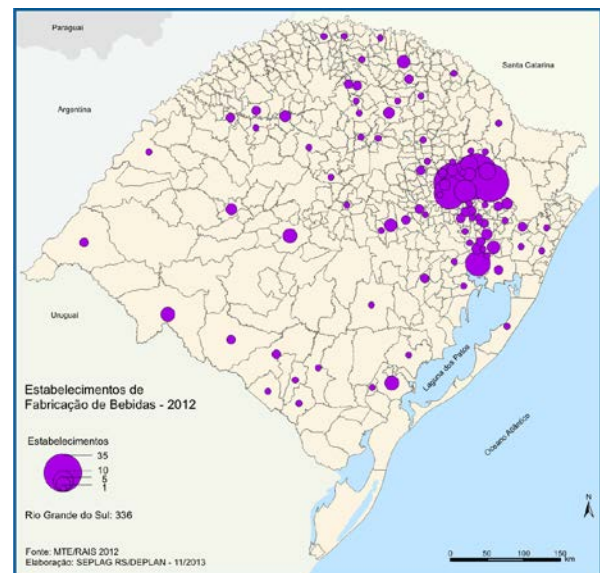 Paraguai
Santa Catarina
Argentina
Uruguai
Laguna dos Patos
Oceano Atlântico
Estabelecimentos de
Fabricação de Bebidas - 2012
Estabelecimentos
35
10
5
1
Rio Grande do Sul: 336
Fonte: MTE/RAIS 2012
Elaboração: SEPLAG RS/DEPLAN - 11/2013
N
0 50 100 150
km